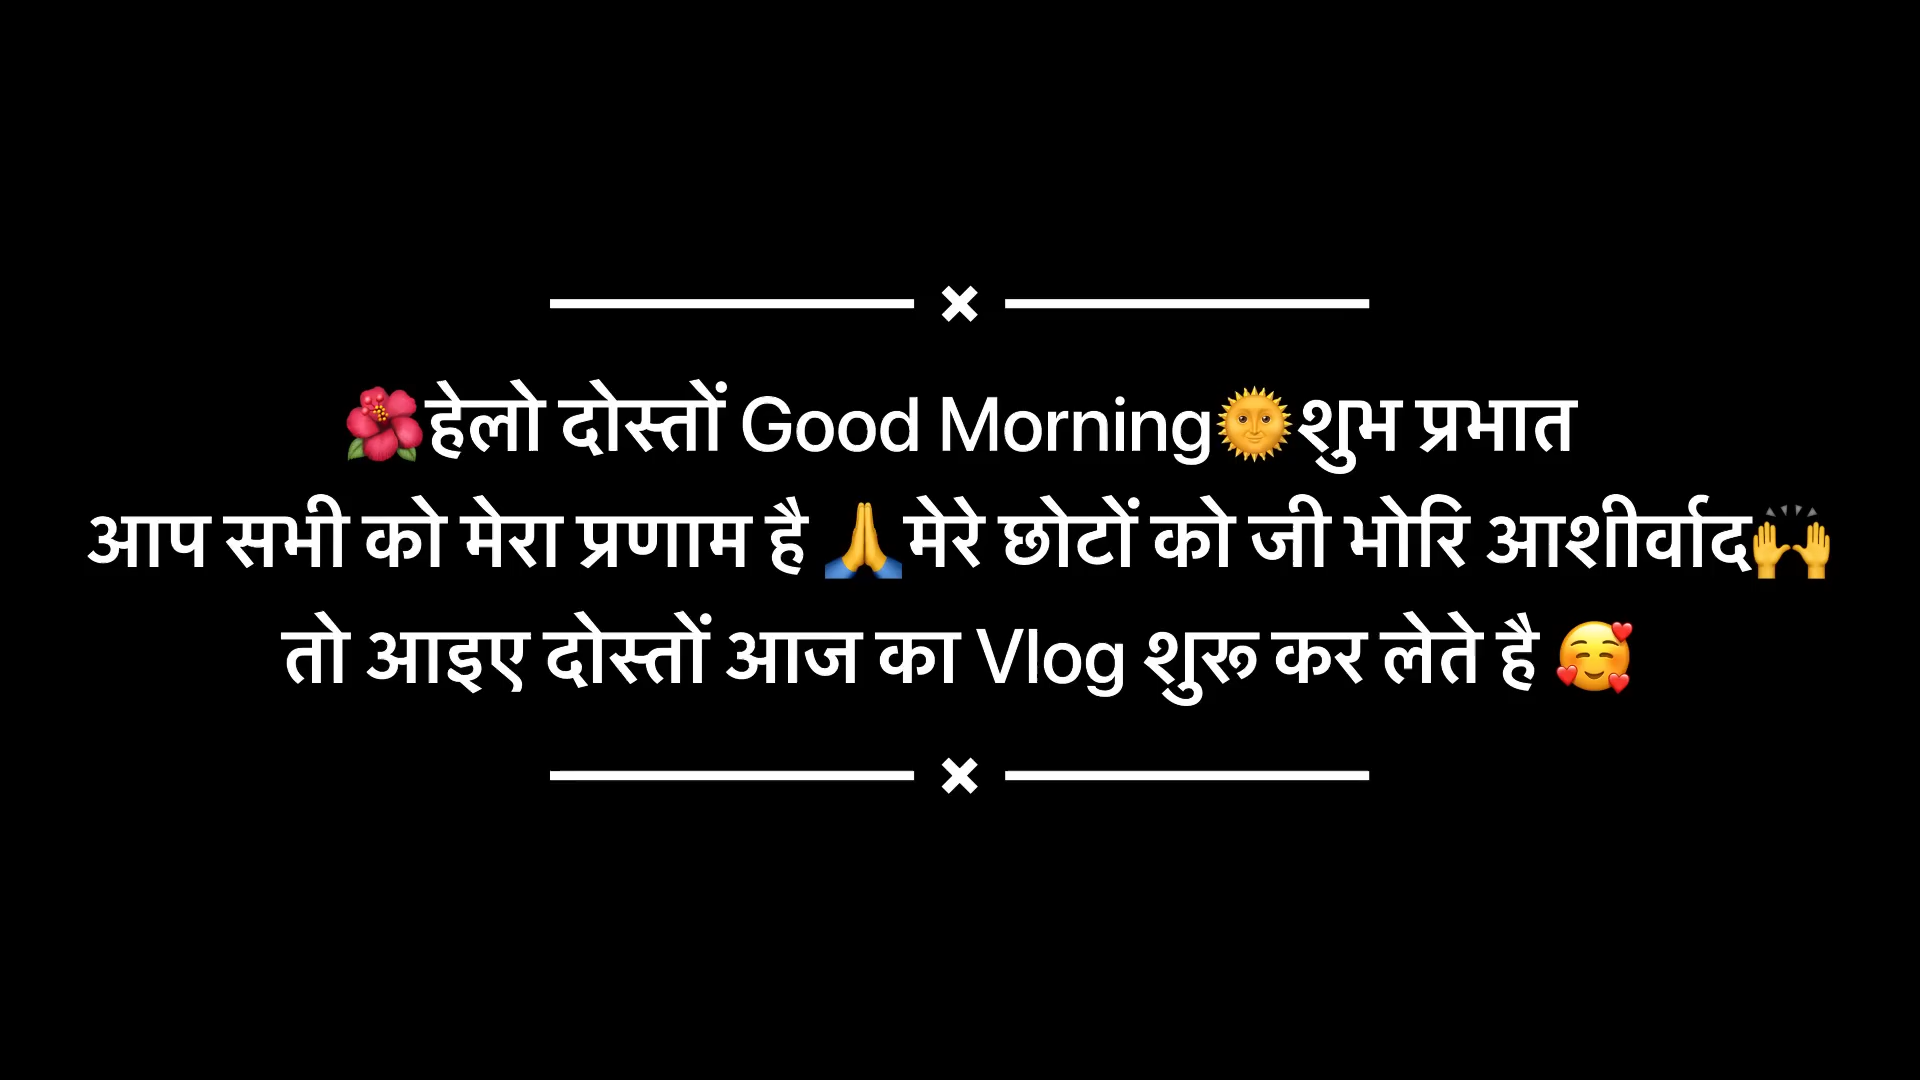 🌺हेलो दोस्तों Good Morning🌞शुभ प्रभात
आप सभी को मेरा प्रणाम है 🙏मेरे छोटों को जी भोरि आशीर्वाद🙌
तो आइए दोस्तों आज का Vlog शुरू कर लेते है 🥰